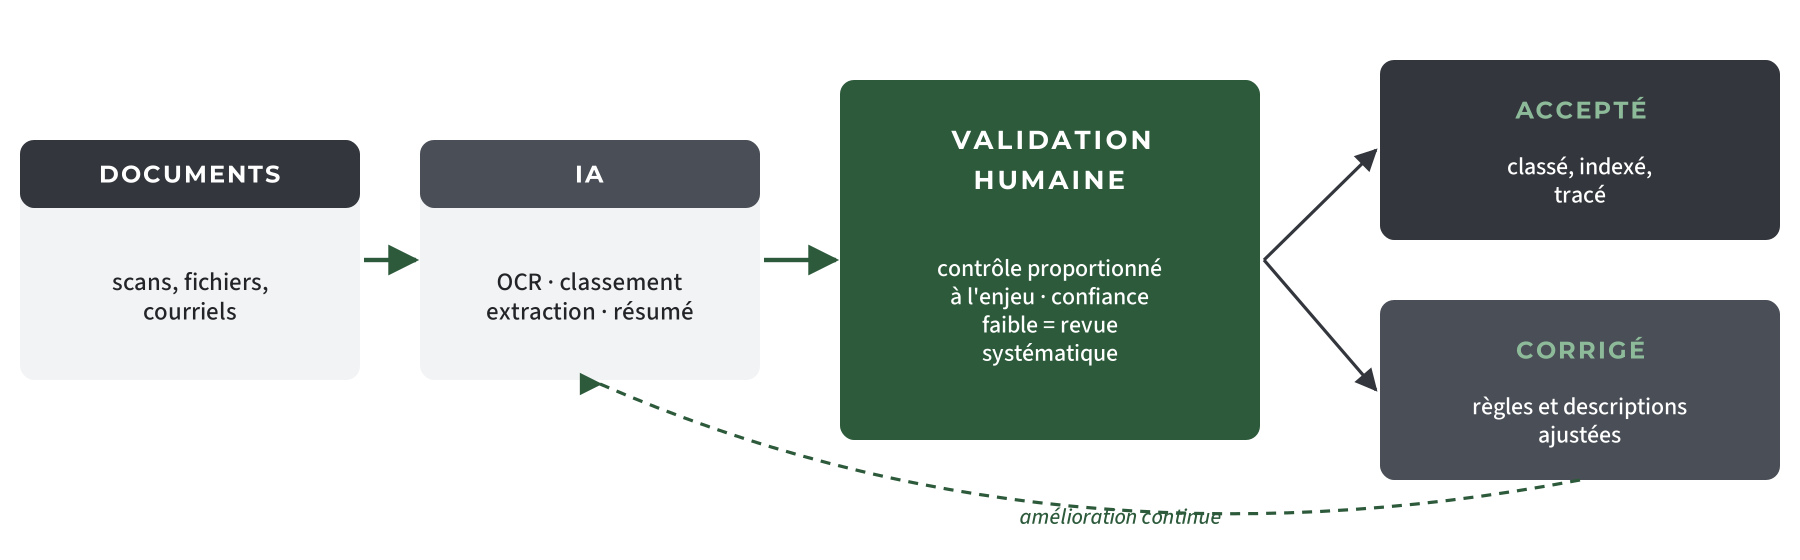 DOCUMENTS
scans, fichiers,
courriels
IA
OCR · classement
extraction · résumé
VALIDATION
HUMAINE
contrôle proportionné
à l'enjeu · confiance
faible = revue
systématique
ACCEPTÉ
classé, indexé,
tracé
CORRIGÉ
règles et descriptions
ajustées
amélioration continue